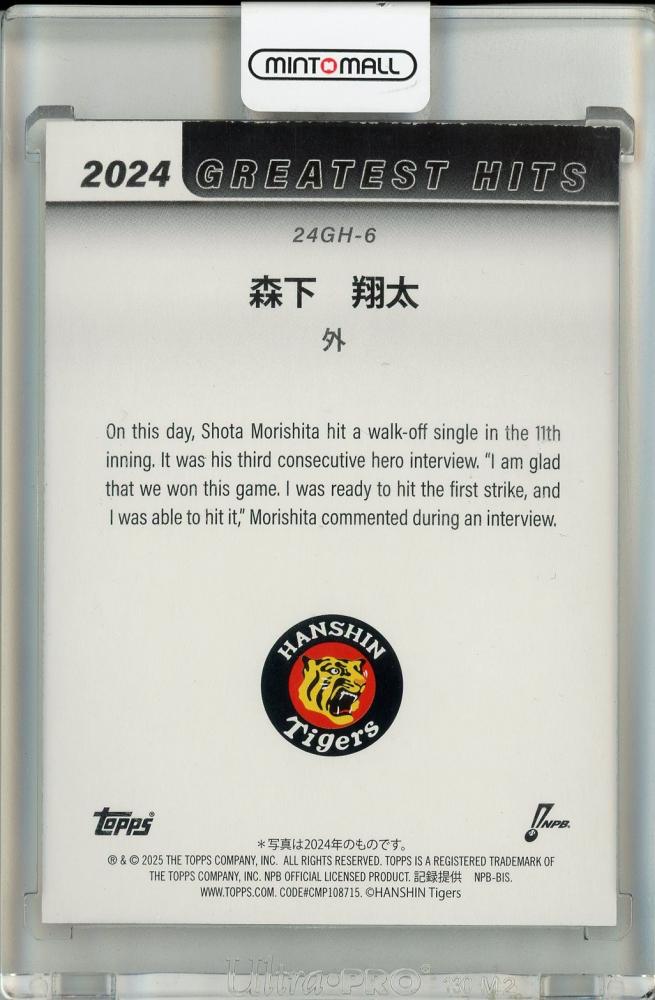 MINTMALL
2024 GREATEST HITS
24GH-6
森下 翔太
外
On this day, Shota Morishita hit a walk-off single in the 11th
inning. It was his third consecutive hero interview. “I am glad
that we won this game. I was ready to hit the first strike, and
I was able to hit it,” Morishita commented during an interview.
HANSHIN
Tigers
Topps®
NPB®
＊写真は2024年のものです。
® & © 2025 THE TOPPS COMPANY, INC. ALL RIGHTS RESERVED. TOPPS IS A REGISTERED TRADEMARK OF
THE TOPPS COMPANY, INC. NPB OFFICIAL LICENSED PRODUCT. 記録提供 NPB-BIS.
WWW.TOPPS.COM. CODE#CMP108715. ©HANSHIN Tigers
Ultra•PRO® 130 M2